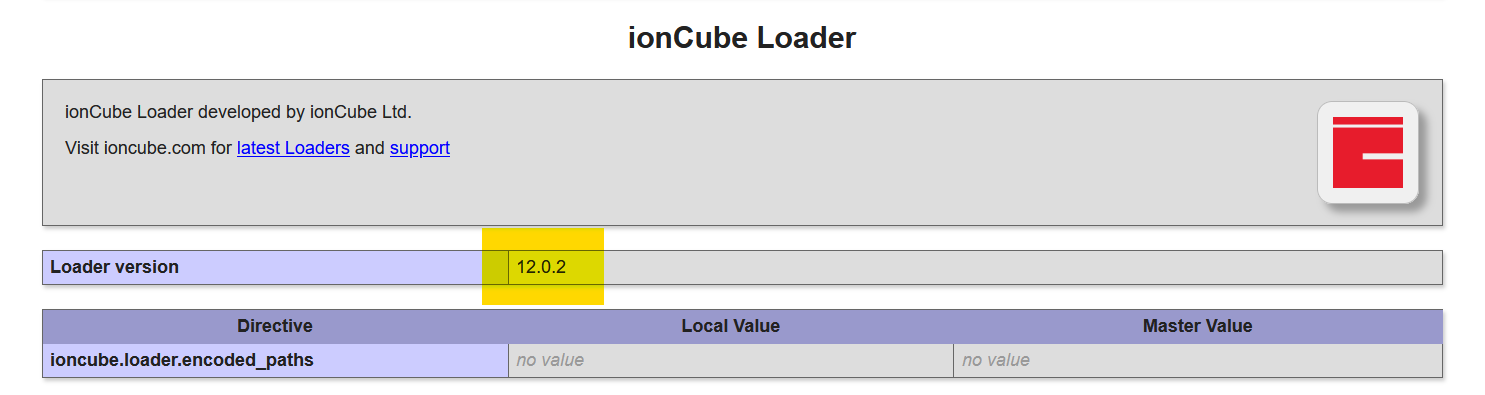 ionCube Loader
ionCube Loader developed by ionCube Ltd.
Visit ioncube.com for latest Loaders and support
Loader version 12.0.2
Directive Local Value Master Value
ioncube.loader.encoded_paths no value no value